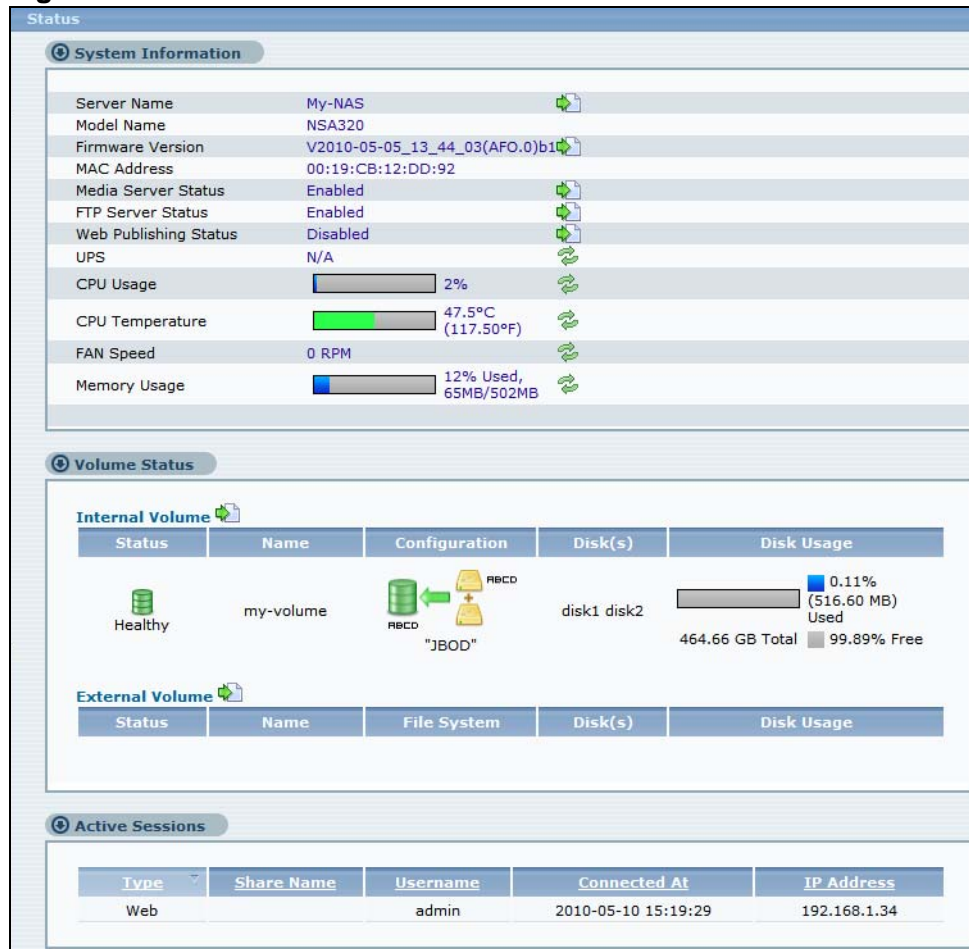 Status
System Information
Server Name My-NAS
Model Name NSA320
Firmware Version V2010-05-05_13_44_03(AFO.0)b1
MAC Address 00:19:CB:12:DD:92
Media Server Status Enabled
FTP Server Status Enabled
Web Publishing Status Disabled
UPS N/A
CPU Usage 2%
CPU Temperature 47.5°C
(117.50°F)
FAN Speed 0 RPM
Memory Usage 12% Used,
65MB/502MB
Volume Status
Internal Volume
Status Name Configuration Disk(s) Disk Usage
Healthy my-volume ABCD ABCD "JBOD" disk1 disk2 0.11%
(516.60 MB)
Used
464.66 GB Total 99.89% Free
External Volume
Status Name File System Disk(s) Disk Usage
Active Sessions
Type Share Name Username Connected At IP Address
Web admin 2010-05-10 15:19:29 192.168.1.34